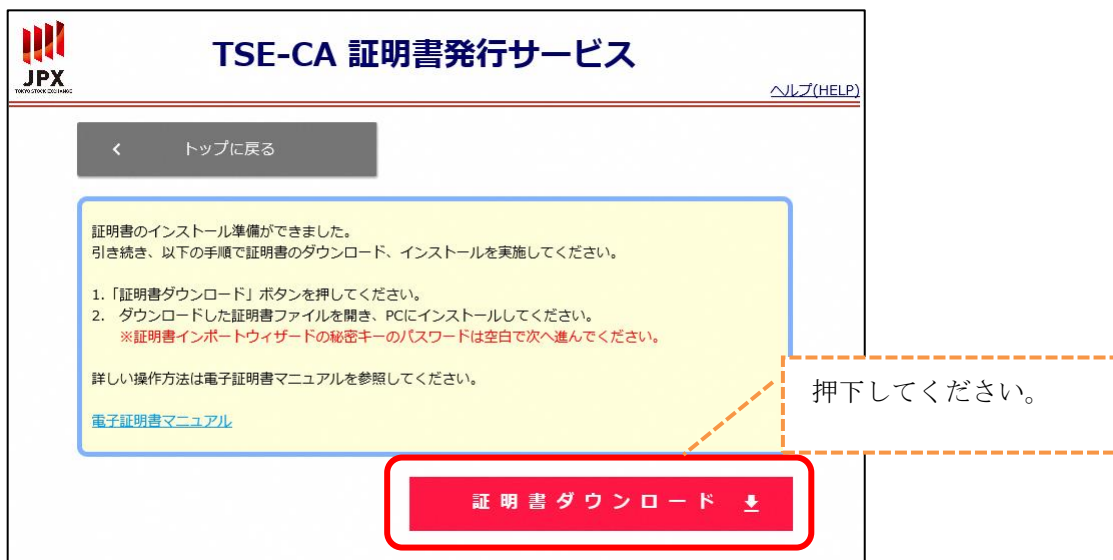 JPX
TOKYO STOCK EXCHANGE
TSE-CA 証明書発行サービス
ヘルプ(HELP)
トップに戻る
証明書のインストール準備ができました。
引き続き、以下の手順で証明書のダウンロード、インストールを実施してください。
1.「証明書ダウンロード」ボタンを押してください。
2. ダウンロードした証明書ファイルを開き、PCにインストールしてください。
※証明書インポートウィザードの秘密キーのパスワードは空白で次へ進んでください。
詳しい操作方法は電子証明書マニュアルを参照してください。
電子証明書マニュアル
押下してください。
証明書ダウンロード